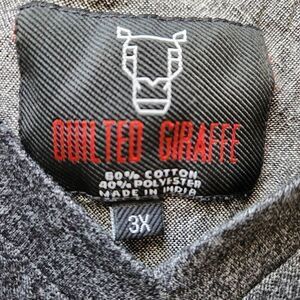 QUILTED GIRAFFE
60% COTTON
40% POLYESTER
MADE IN INDIA
3X